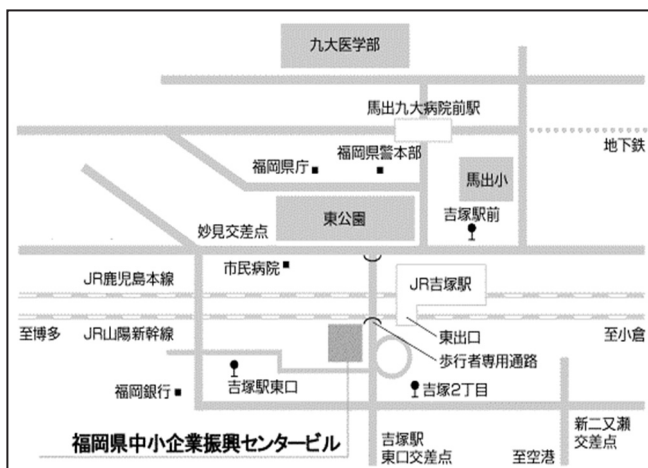 九大医学部
馬出九大病院前駅
地下鉄
福岡県庁
福岡県警本部
馬出小
東公園
吉塚駅前
妙見交差点
市民病院
JR鹿児島本線
JR吉塚駅
至博多
JR山陽新幹線
東出口
至小倉
歩行者専用通路
吉塚駅東口
福岡銀行
吉塚2丁目
福岡県中小企業振興センタービル
吉塚駅
東口交差点
至空港
新二又瀬
交差点